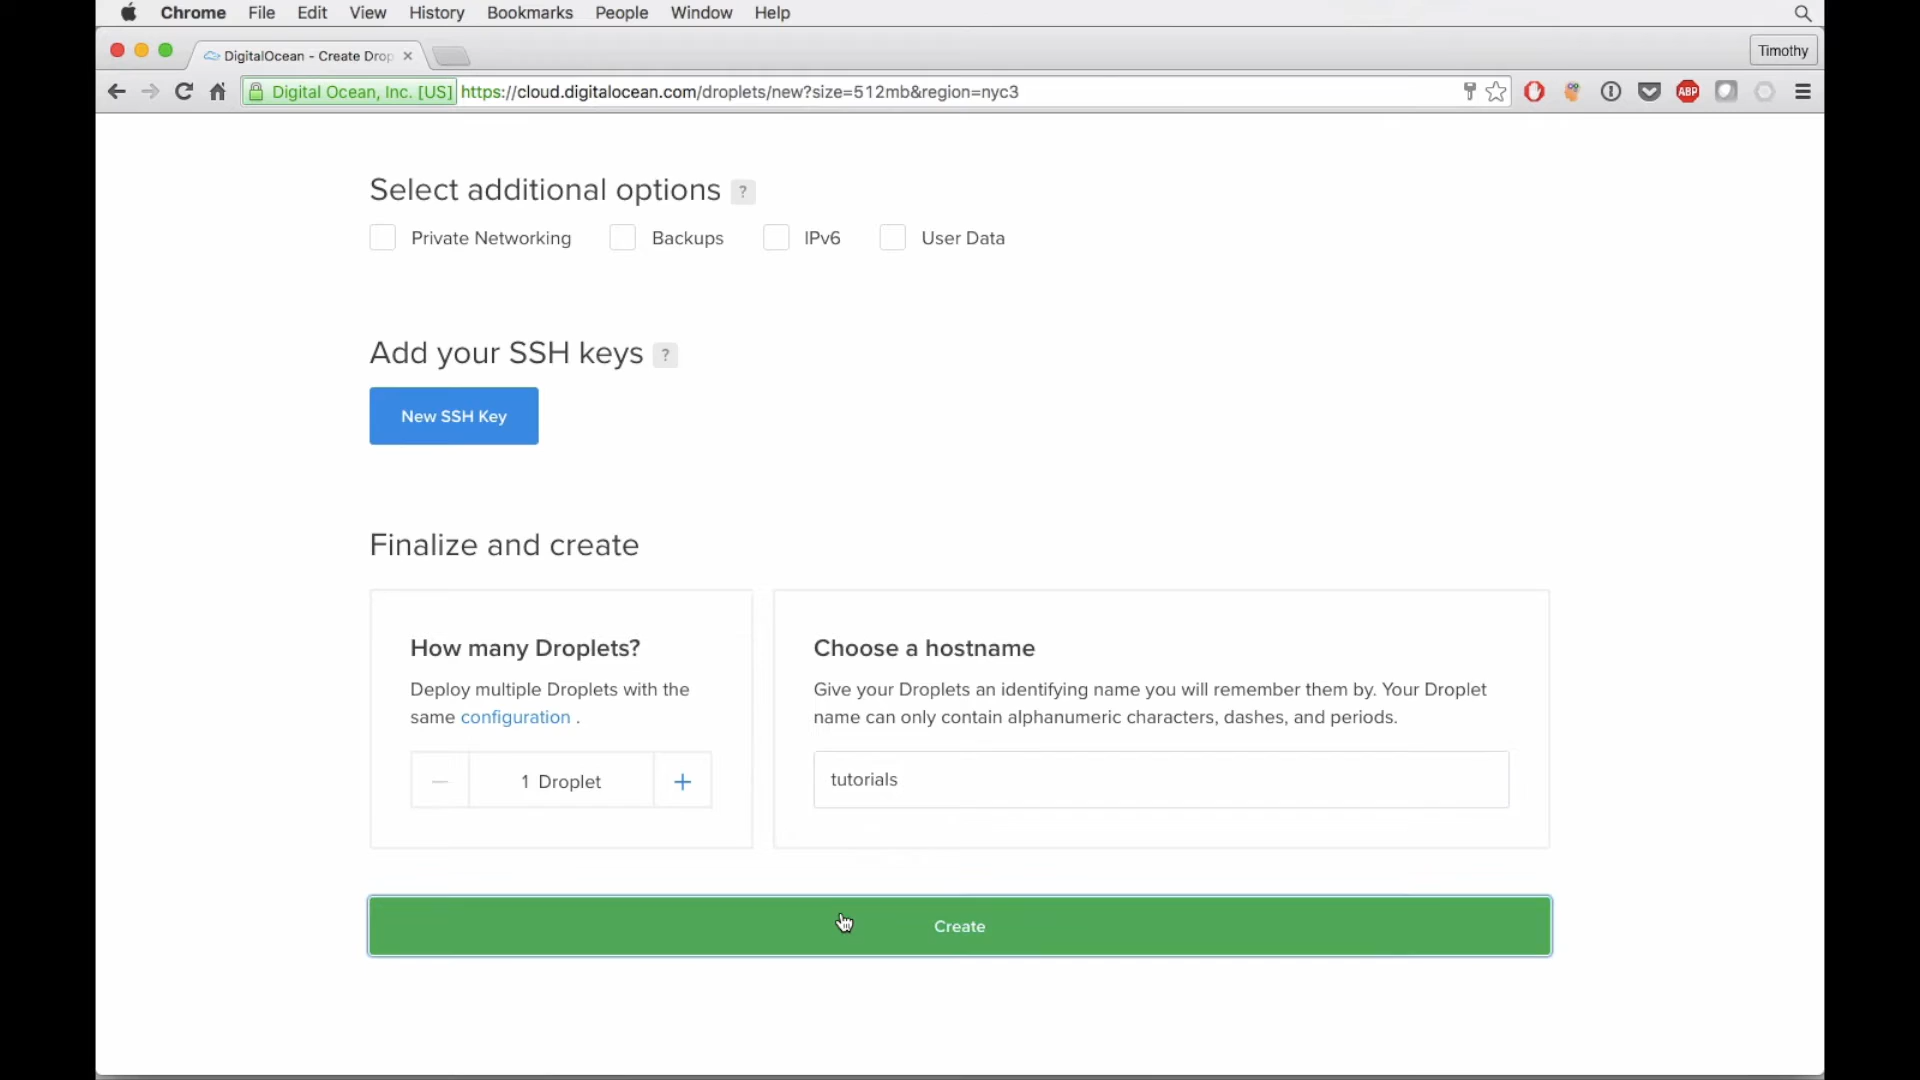 Chrome File Edit View History Bookmarks People Window Help
DigitalOcean - Create Drop
Timothy
Digital Ocean, Inc. [US] https://cloud.digitalocean.com/droplets/new?size=512mb&region=nyc3
ABP
Select additional options ?
Private Networking Backups IPv6 User Data
Add your SSH keys ?
New SSH Key
Finalize and create
How many Droplets?
Deploy multiple Droplets with the
same configuration .
1 Droplet
Choose a hostname
Give your Droplets an identifying name you will remember them by. Your Droplet
name can only contain alphanumeric characters, dashes, and periods.
tutorials
Create